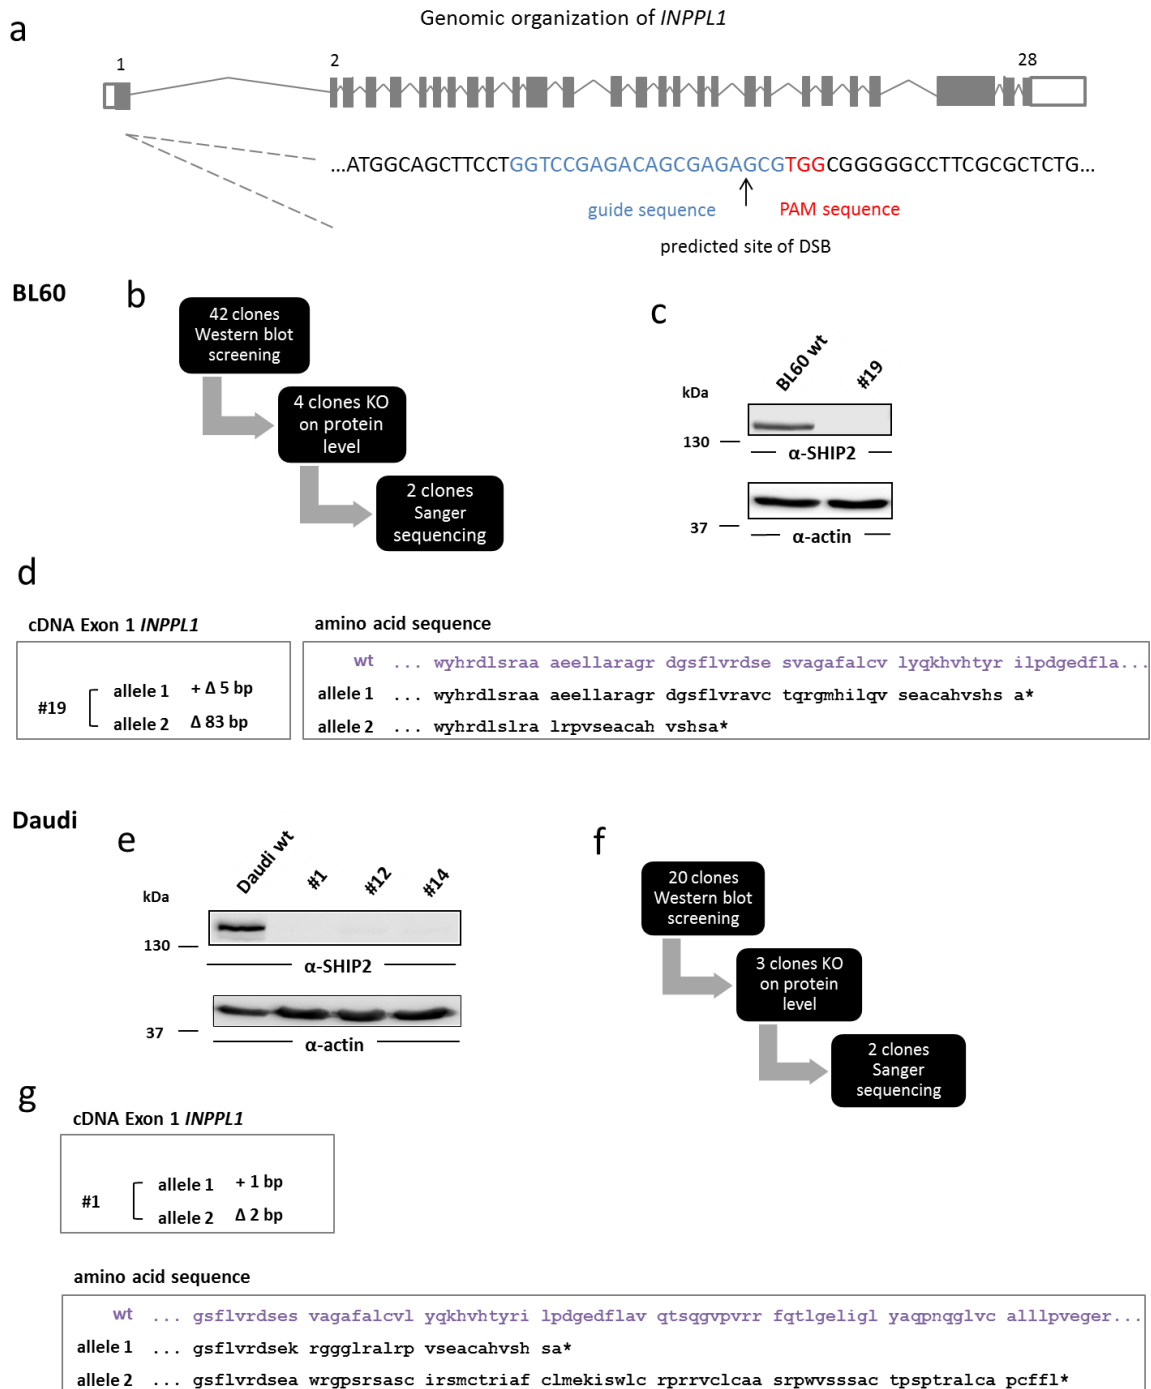 a
Genomic organization of INPPL1
1
2
28
...ATGGCAGCTTCCTGGTCCGAGACAGCGAGAGCGTGGCGGGGGCCTTCGCGCTCTG...
guide sequence
PAM sequence
predicted site of DSB
BL60
b
42 clones
Western blot
screening
4 clones KO
on protein
level
2 clones
Sanger
sequencing
c
BL60 wt
#19
kDa
130
α-SHIP2
37
α-actin
d
cDNA Exon 1 INPPL1
#19
allele 1 + Δ 5 bp
allele 2 Δ 83 bp
amino acid sequence
wt ... wyhrdlsraa aeellaragr dgsflvrdse svagafalcv lyqkhvhtyr ilpdgedfla...
allele 1 ... wyhrdlsraa aeellaragr dgsflvravc tqrgmhilqv seacahvshs a*
allele 2 ... wyhrdlslra lrpvseacah vshsa*
Daudi
e
Daudi wt
#1
#12
#14
kDa
130
α-SHIP2
37
α-actin
f
20 clones
Western blot
screening
3 clones KO
on protein
level
2 clones
Sanger
sequencing
g
cDNA Exon 1 INPPL1
#1
allele 1 + 1 bp
allele 2 Δ 2 bp
amino acid sequence
wt ... gsflvrdses vagafalcvl yqkhvhtyri lpdgedflav qtsqgvpvrr fqtlgeligl yaqpnqglvc alllpveger...
allele 1 ... gsflvrdsek rggglralrp vseacahvsh sa*
allele 2 ... gsflvrdsea wrgpsrsasc irsmctriaf clmekiswlc rprrvclcaa srpwvsssac tpsptralca pcffl*